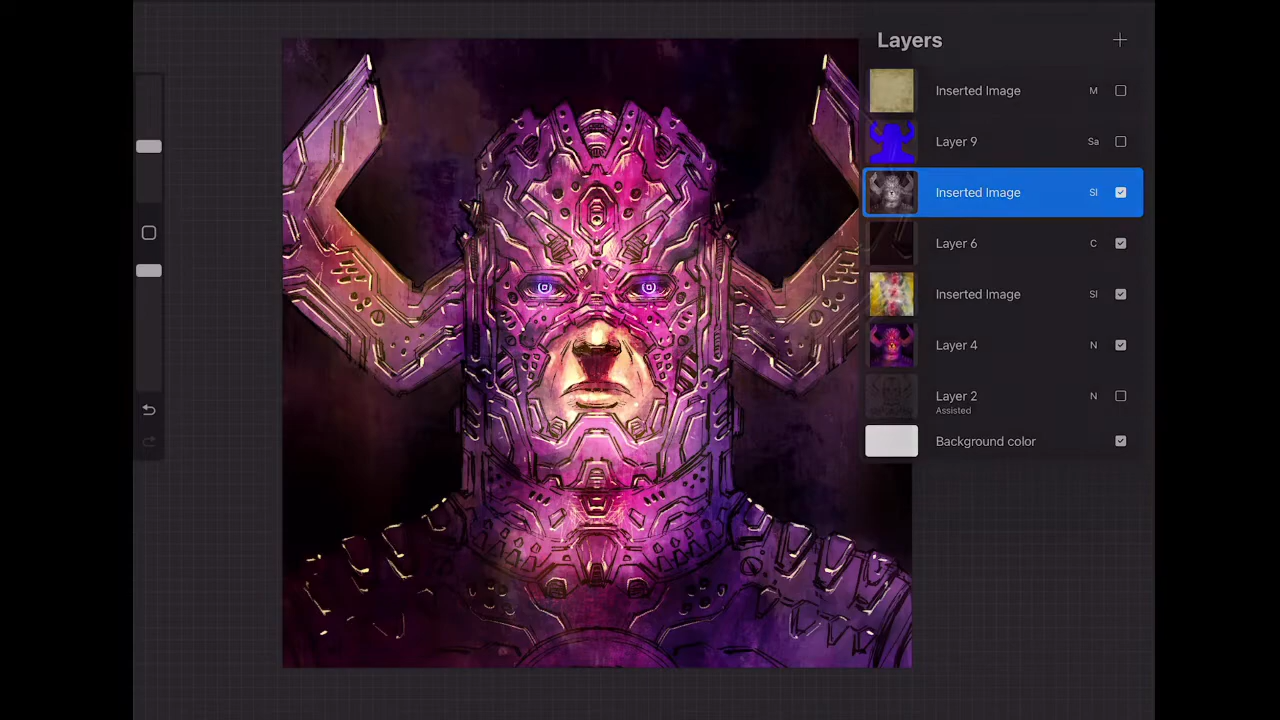 Layers
Inserted Image M
Layer 9 Sa
Inserted Image Sl
Layer 6 C
Inserted Image Sl
Layer 4 N
Layer 2 N
Assisted
Background color